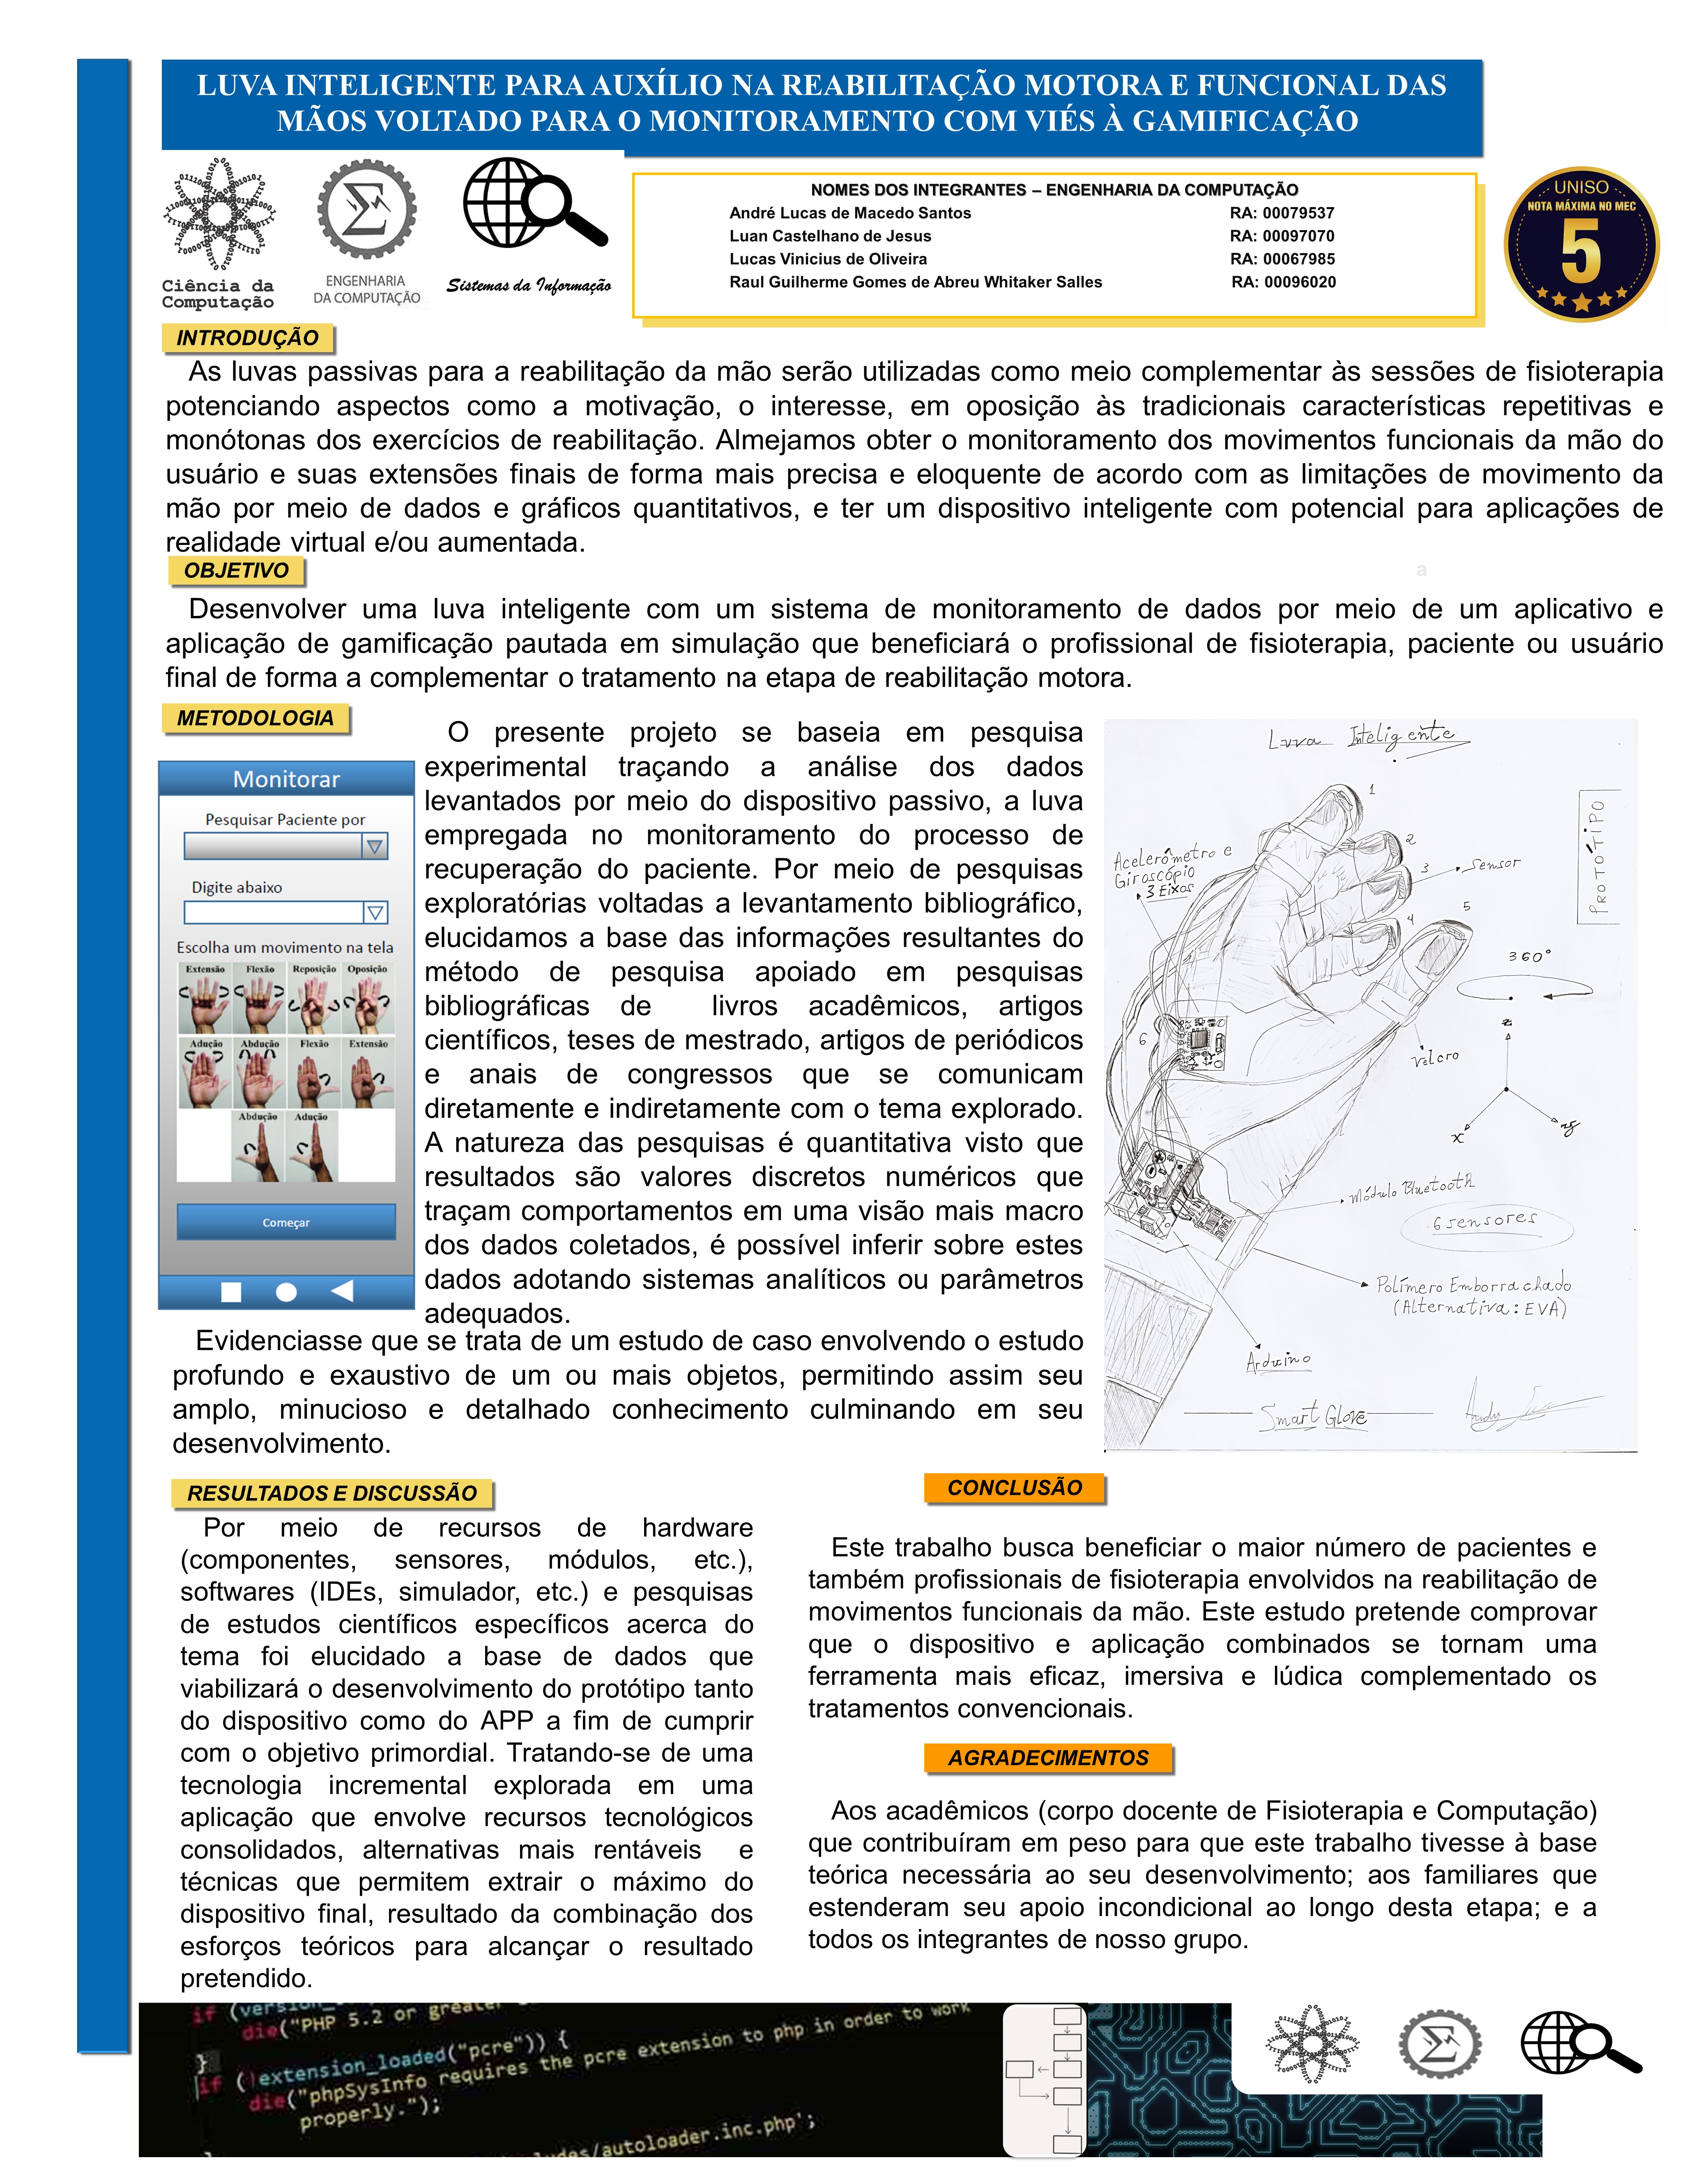 LUVA INTELIGENTE PARA AUXÍLIO NA REABILITAÇÃO MOTORA E FUNCIONAL DAS
MÃOS VOLTADO PARA O MONITORAMENTO COM VIÉS À GAMIFICAÇÃO
Ciência da
Computação
ENGENHARIA
DA COMPUTAÇÃO
Sistemas da Informação
NOMES DOS INTEGRANTES – ENGENHARIA DA COMPUTAÇÃO
André Lucas de Macedo Santos RA: 00079537
Luan Castelhano de Jesus RA: 00097070
Lucas Vinicius de Oliveira RA: 00067985
Raul Guilherme Gomes de Abreu Whitaker Salles RA: 00096020
UNISO
NOTA MÁXIMA NO MEC
5
INTRODUÇÃO
As luvas passivas para a reabilitação da mão serão utilizadas como meio complementar às sessões de fisioterapia
potenciando aspectos como a motivação, o interesse, em oposição às tradicionais características repetitivas e
monótonas dos exercícios de reabilitação. Almejamos obter o monitoramento dos movimentos funcionais da mão do
usuário e suas extensões finais de forma mais precisa e eloquente de acordo com as limitações de movimento da
mão por meio de dados e gráficos quantitativos, e ter um dispositivo inteligente com potencial para aplicações de
realidade virtual e/ou aumentada.
OBJETIVO
a
Desenvolver uma luva inteligente com um sistema de monitoramento de dados por meio de um aplicativo e
aplicação de gamificação pautada em simulação que beneficiará o profissional de fisioterapia, paciente ou usuário
final de forma a complementar o tratamento na etapa de reabilitação motora.
METODOLOGIA
Monitorar
Pesquisar Paciente por
Digite abaixo
Escolha um movimento na tela
Extensão Flexão Reposição Oposição
Adução Abdução Flexão Extensão
Abdução Adução
Começar
O presente projeto se baseia em pesquisa
experimental traçando a análise dos dados
levantados por meio do dispositivo passivo, a luva
empregada no monitoramento do processo de
recuperação do paciente. Por meio de pesquisas
exploratórias voltadas a levantamento bibliográfico,
elucidamos a base das informações resultantes do
método de pesquisa apoiado em pesquisas
bibliográficas de livros acadêmicos, artigos
científicos, teses de mestrado, artigos de periódicos
e anais de congressos que se comunicam
diretamente e indiretamente com o tema explorado.
A natureza das pesquisas é quantitativa visto que
resultados são valores discretos numéricos que
traçam comportamentos em uma visão mais macro
dos dados coletados, é possível inferir sobre estes
dados adotando sistemas analíticos ou parâmetros
adequados.
Evidenciasse que se trata de um estudo de caso envolvendo o estudo
profundo e exaustivo de um ou mais objetos, permitindo assim seu
amplo, minucioso e detalhado conhecimento culminando em seu
desenvolvimento.
Luva Inteligente
PROTÓTIPO
1
2
3
Sensor
4
5
Acelerômetro e
Giroscópio
3 Eixos
360°
6
Velcro
z
x
y
Módulo Bluetooth
6 sensores
Polímero Emborrachado
(Alternativa: EVA)
Arduino
Smart Glove
RESULTADOS E DISCUSSÃO
Por meio de recursos de hardware
(componentes, sensores, módulos, etc.),
softwares (IDEs, simulador, etc.) e pesquisas
de estudos científicos específicos acerca do
tema foi elucidado a base de dados que
viabilizará o desenvolvimento do protótipo tanto
do dispositivo como do APP a fim de cumprir
com o objetivo primordial. Tratando-se de uma
tecnologia incremental explorada em uma
aplicação que envolve recursos tecnológicos
consolidados, alternativas mais rentáveis e
técnicas que permitem extrair o máximo do
dispositivo final, resultado da combinação dos
esforços teóricos para alcançar o resultado
pretendido.
CONCLUSÃO
Este trabalho busca beneficiar o maior número de pacientes e
também profissionais de fisioterapia envolvidos na reabilitação de
movimentos funcionais da mão. Este estudo pretende comprovar
que o dispositivo e aplicação combinados se tornam uma
ferramenta mais eficaz, imersiva e lúdica complementado os
tratamentos convencionais.
AGRADECIMENTOS
Aos acadêmicos (corpo docente de Fisioterapia e Computação)
que contribuíram em peso para que este trabalho tivesse à base
teórica necessária ao seu desenvolvimento; aos familiares que
estenderam seu apoio incondicional ao longo desta etapa; e a
todos os integrantes de nosso grupo.
die("PHP 5.2 or greater
}
if (!extension_loaded("pcre")) {
die("phpSysInfo requires the pcre extension to php in order to work
properly.");
/autoloader.inc.php';